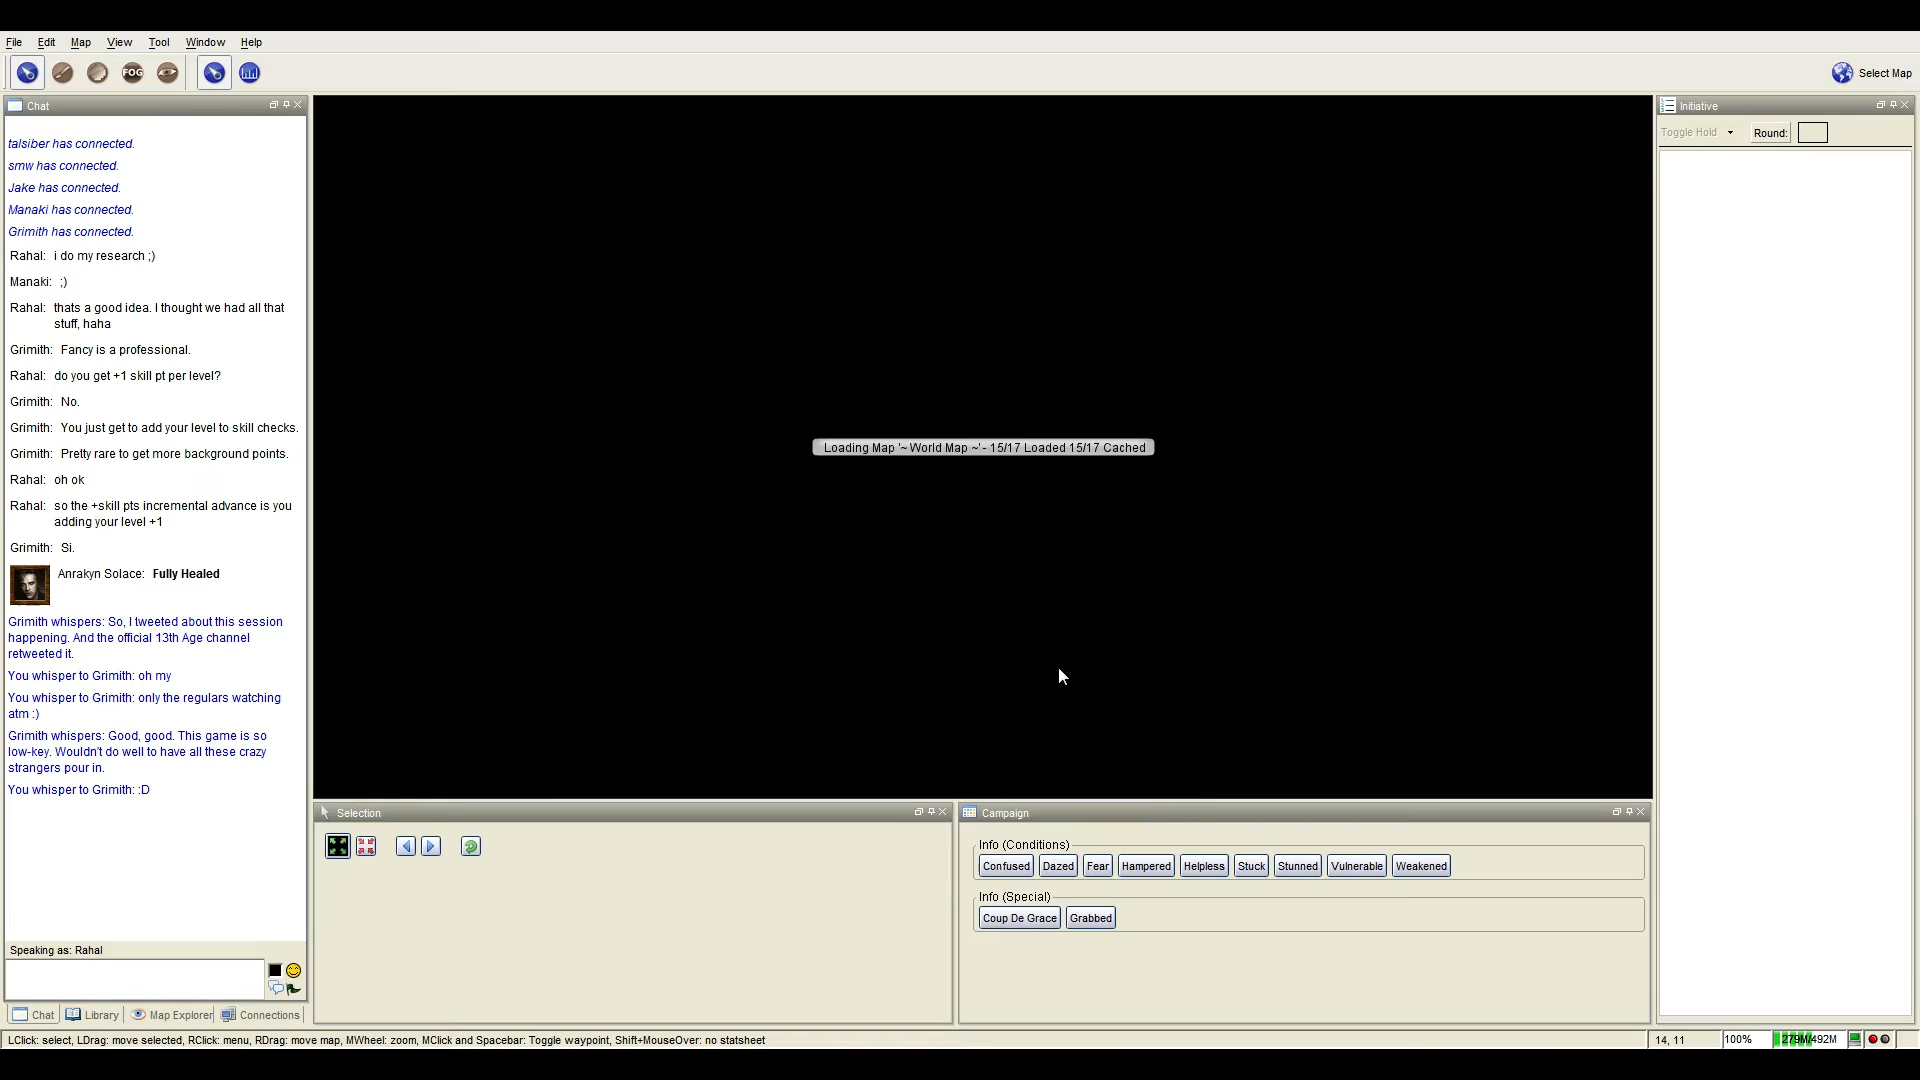 File Edit Map View Tool Window Help
FOG
Select Map
Chat
talsiber has connected.
smw has connected.
Jake has connected.
Manaki has connected.
Grimith has connected.
Rahal: i do my research ;)
Manaki: ;)
Rahal: thats a good idea. I thought we had all that
stuff, haha
Grimith: Fancy is a professional.
Rahal: do you get +1 skill pt per level?
Grimith: No.
Grimith: You just get to add your level to skill checks.
Grimith: Pretty rare to get more background points.
Rahal: oh ok
Rahal: so the +skill pts incremental advance is you
adding your level +1
Grimith: Si.
Anrakyn Solace: Fully Healed
Grimith whispers: So, I tweeted about this session
happening. And the official 13th Age channel
retweeted it.
You whisper to Grimith: oh my
You whisper to Grimith: only the regulars watching
atm :)
Grimith whispers: Good, good. This game is so
low-key. Wouldn't do well to have all these crazy
strangers pour in.
You whisper to Grimith: :D
Speaking as: Rahal
Chat Library Map Explorer Connections
Loading Map '~ World Map ~' - 15/17 Loaded 15/17 Cached
Selection
Campaign
Info (Conditions)
Confused Dazed Fear Hampered Helpless Stuck Stunned Vulnerable Weakened
Info (Special)
Coup De Grace Grabbed
Initiative
Toggle Hold Round:
LClick: select, LDrag: move selected, RClick: menu, RDrag: move map, MWheel: zoom, MClick and Spacebar: Toggle waypoint, Shift+MouseOver: no statsheet
14, 11 100% 279M/492M